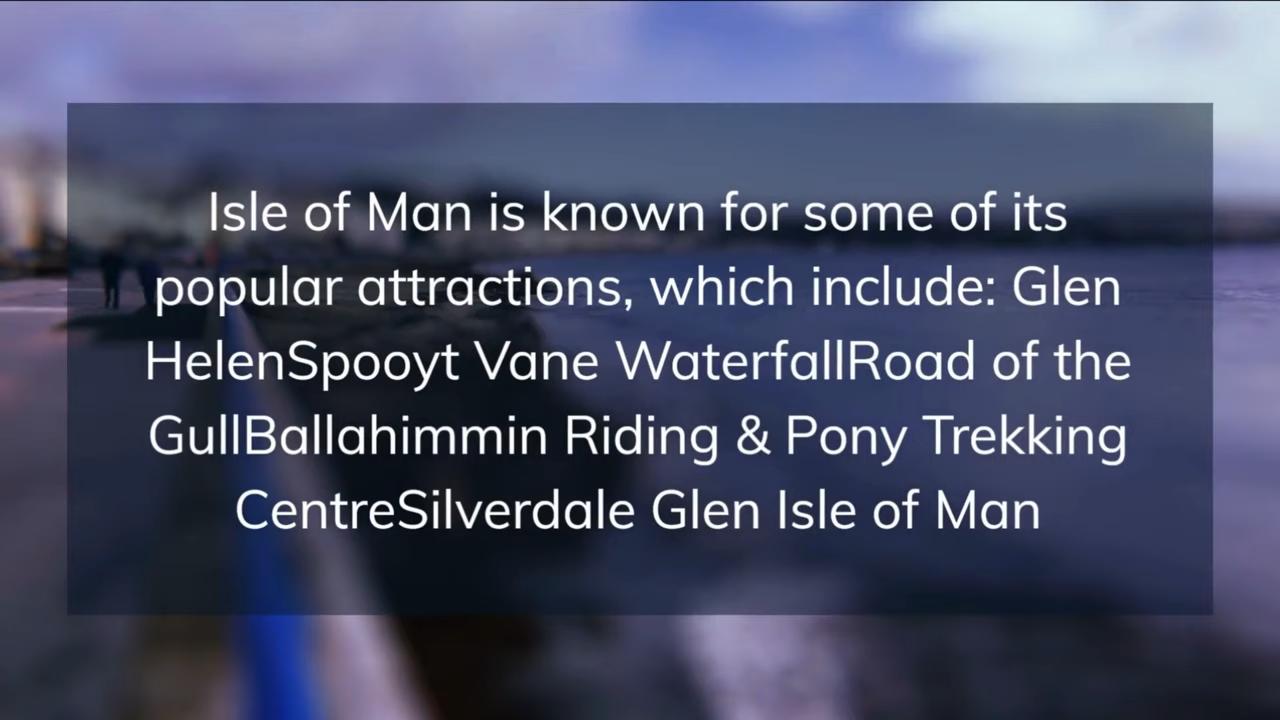 Isle of Man is known for some of its
popular attractions, which include: Glen
HelenSpooyt Vane WaterfallRoad of the
GullBallahimmin Riding & Pony Trekking
CentreSilverdale Glen Isle of Man